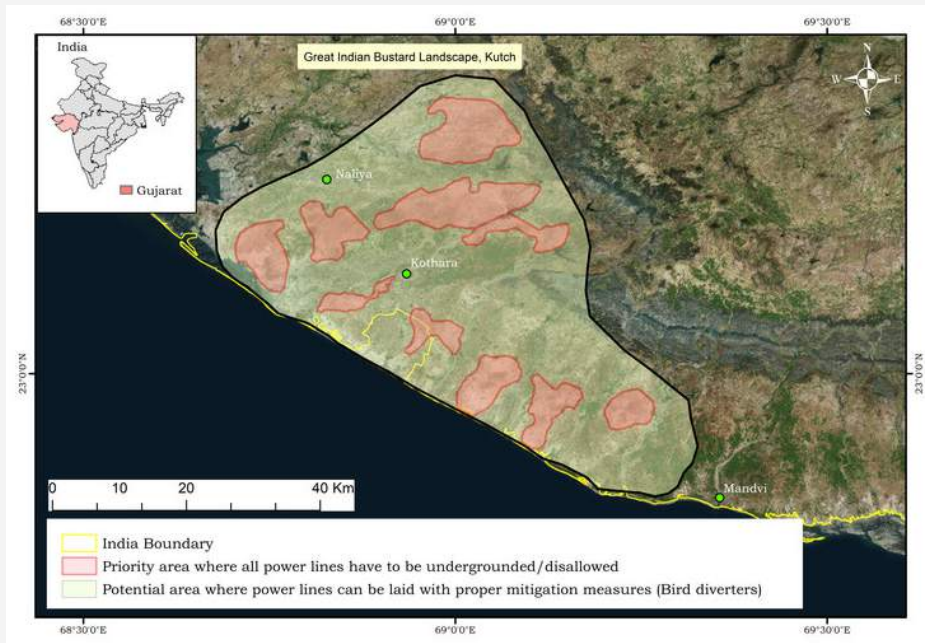 68°30'0"E
69°0'0"E
69°30'0"E
India
Gujarat
Great Indian Bustard Landscape, Kutch
N
W
E
S
Naliya
Kothara
Mandvi
23°0'0"N
23°0'0"N
0
10
20
40 Km
India Boundary
Priority area where all power lines have to be undergrounded/disallowed
Potential area where power lines can be laid with proper mitigation measures (Bird diverters)
68°30'0"E
69°0'0"E
69°30'0"E